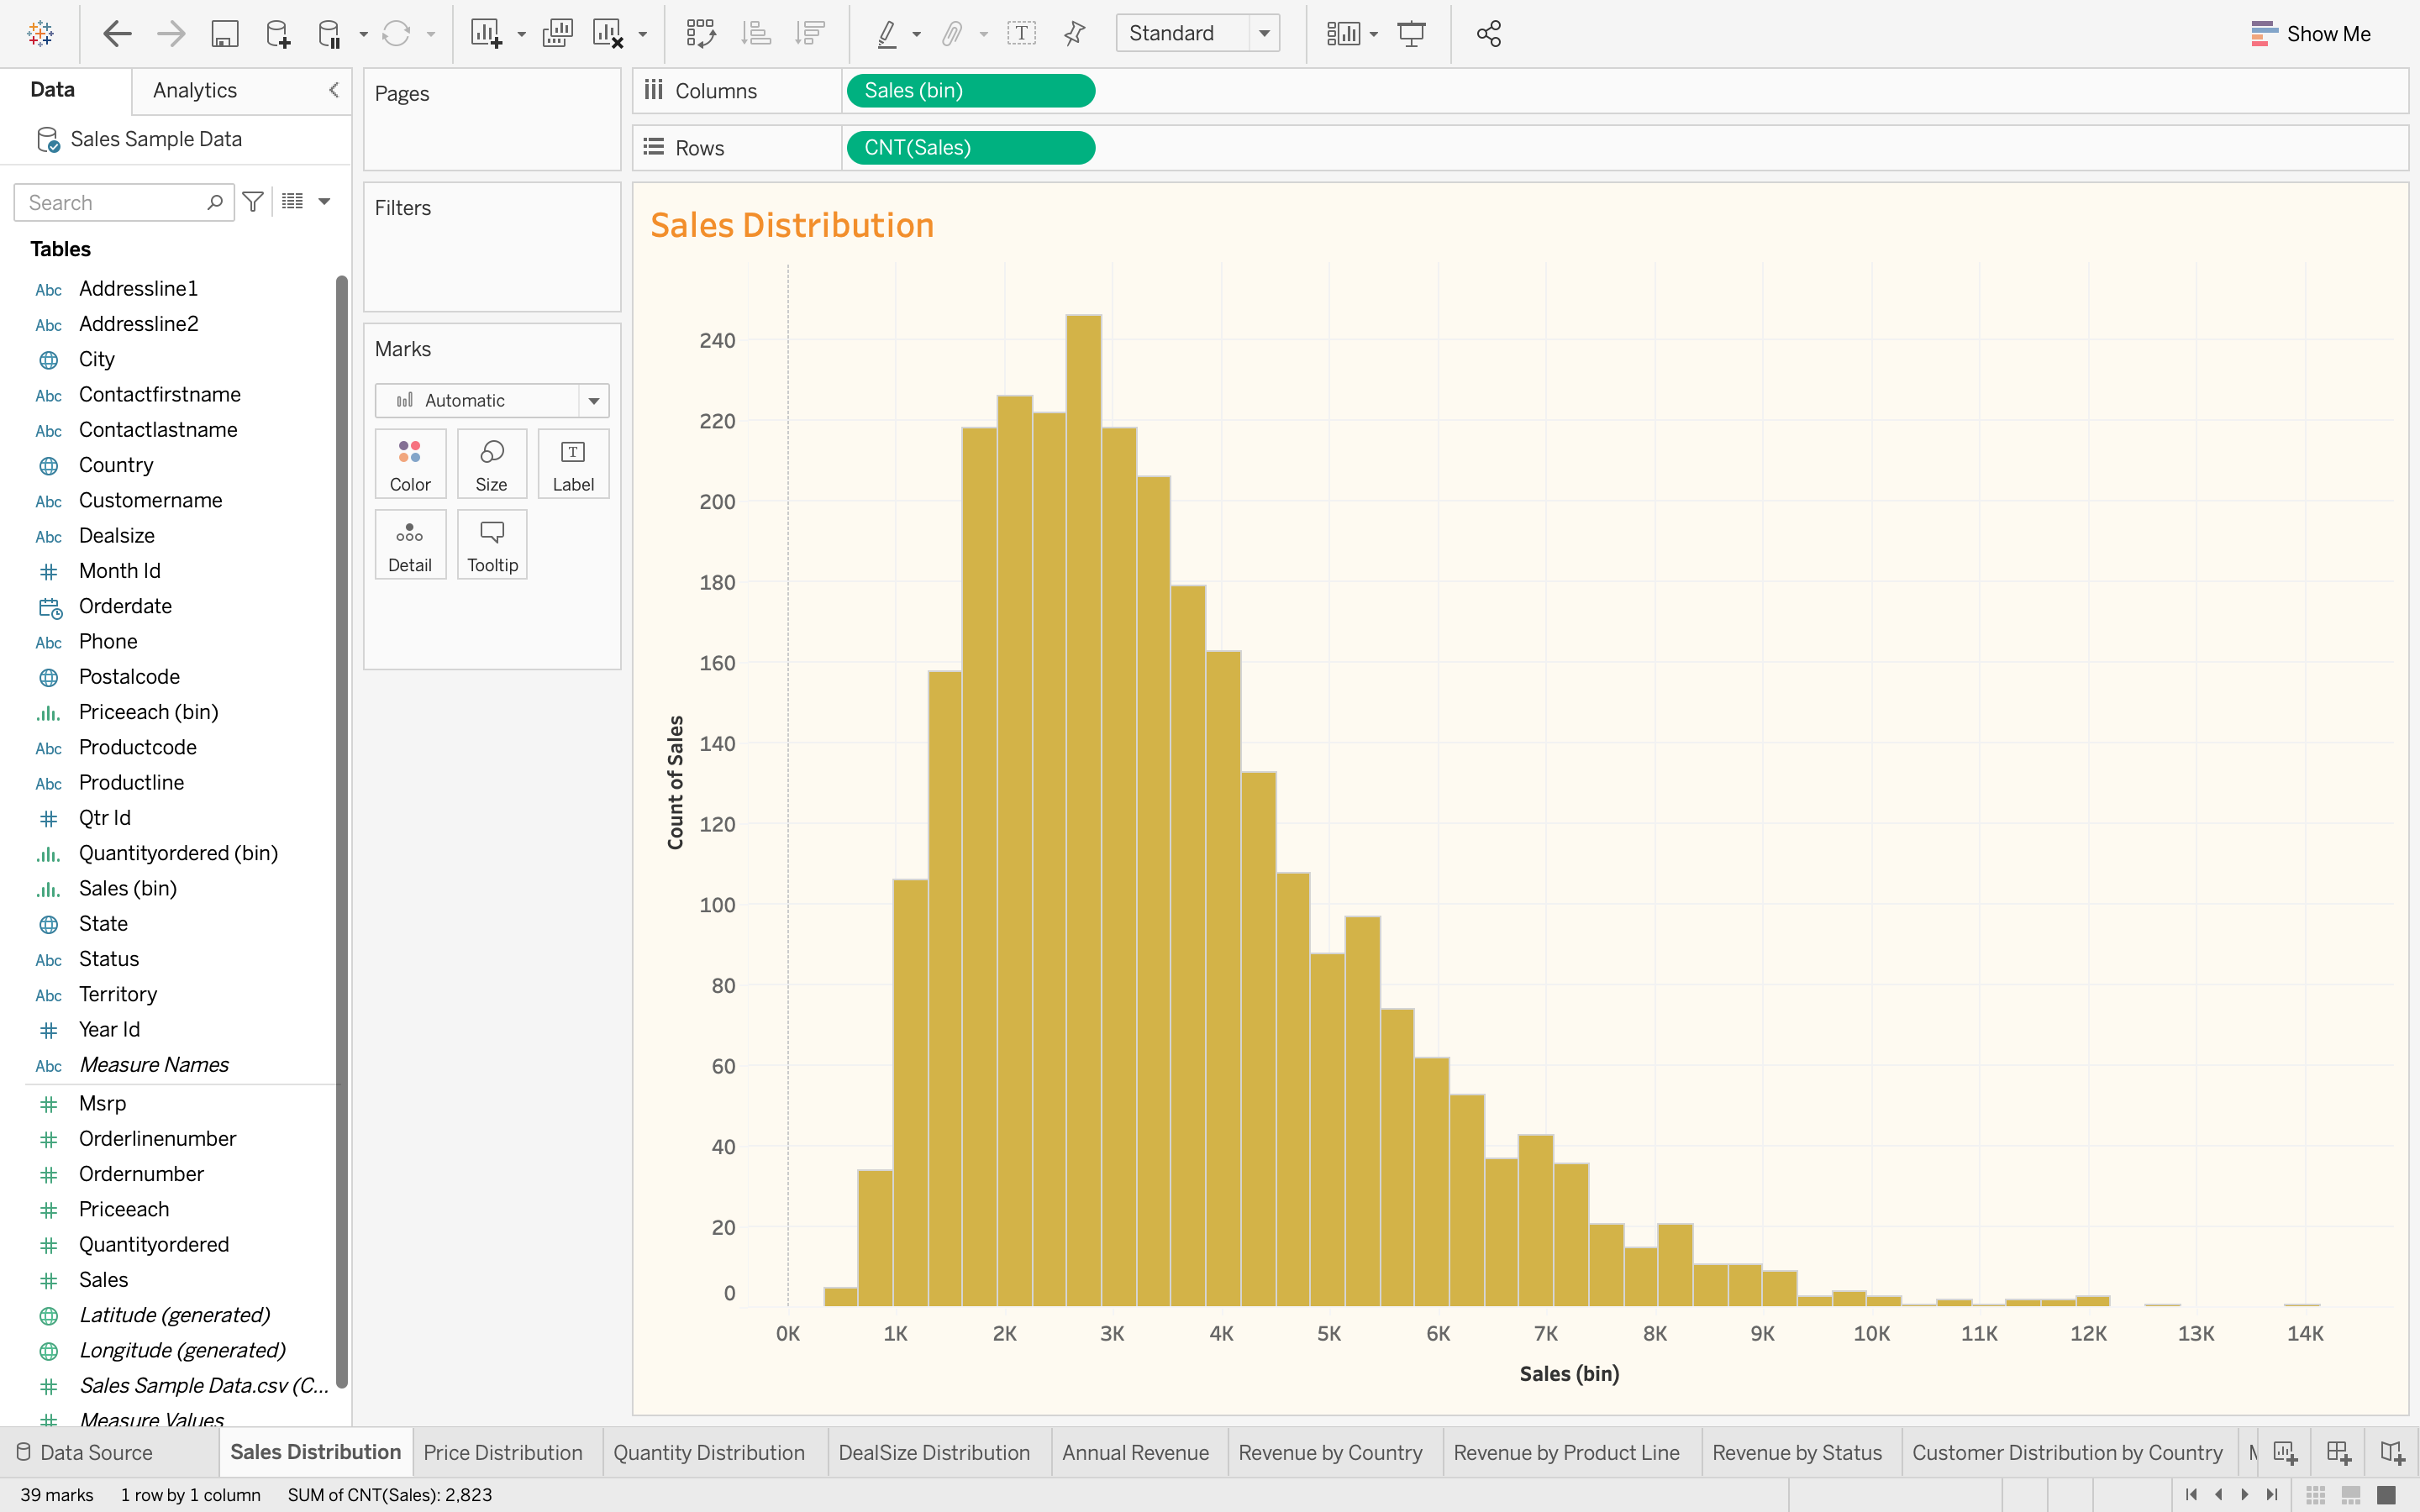 Standard
Show Me
Data
Analytics
Sales Sample Data
Search
Tables
Abc Addressline1
Abc Addressline2
City
Abc Contactfirstname
Abc Contactlastname
Country
Abc Customername
Abc Dealsize
Month Id
Orderdate
Abc Phone
Postalcode
Priceeach (bin)
Abc Productcode
Abc Productline
Qtr Id
Quantityordered (bin)
Sales (bin)
State
Abc Status
Abc Territory
Year Id
Abc Measure Names
Msrp
Orderlinenumber
Ordernumber
Priceeach
Quantityordered
Sales
Latitude (generated)
Longitude (generated)
Sales Sample Data.csv (C...
Measure Values
Pages
Filters
Marks
Automatic
Color
Size
T
Label
Detail
Tooltip
Columns
Sales (bin)
Rows
CNT(Sales)
Sales Distribution
Count of Sales
240
220
200
180
160
140
120
100
80
60
40
20
0
0K 1K 2K 3K 4K 5K 6K 7K 8K 9K 10K 11K 12K 13K 14K
Sales (bin)
Data Source
Sales Distribution
Price Distribution
Quantity Distribution
DealSize Distribution
Annual Revenue
Revenue by Country
Revenue by Product Line
Revenue by Status
Customer Distribution by Country
39 marks 1 row by 1 column SUM of CNT(Sales): 2,823